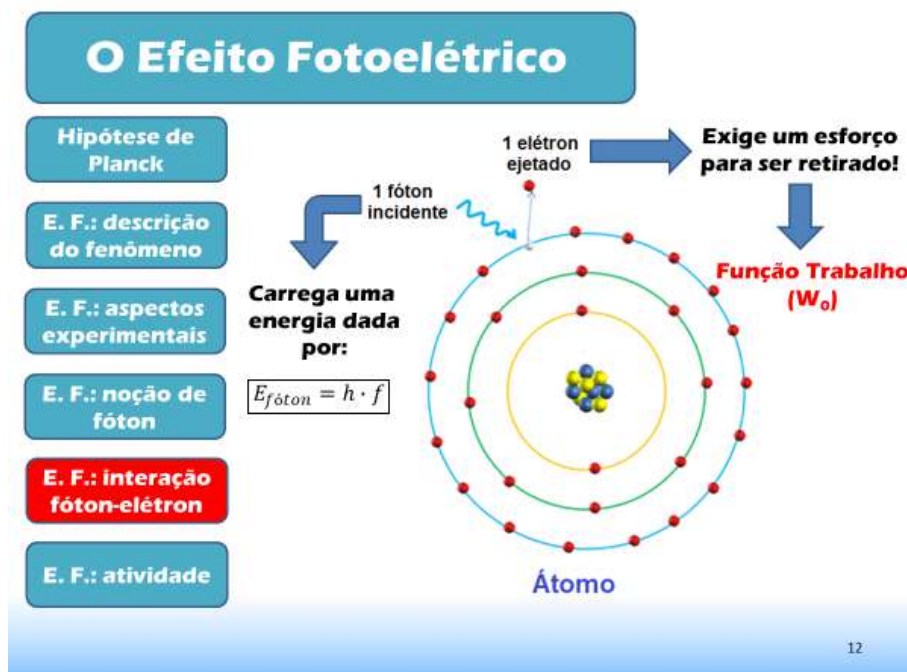 O Efeito Fotoelétrico
Hipótese de
Planck
E. F.: descrição
do fenômeno
E. F.: aspectos
experimentais
E. F.: noção de
fóton
E. F.: interação
fóton-elétron
E. F.: atividade
1 fóton
incidente
Carrega uma
energia dada
por:
E_fóton = h · f
1 elétron
ejetado
Exige um esforço
para ser retirado!
Função Trabalho
(W₀)
Átomo
12